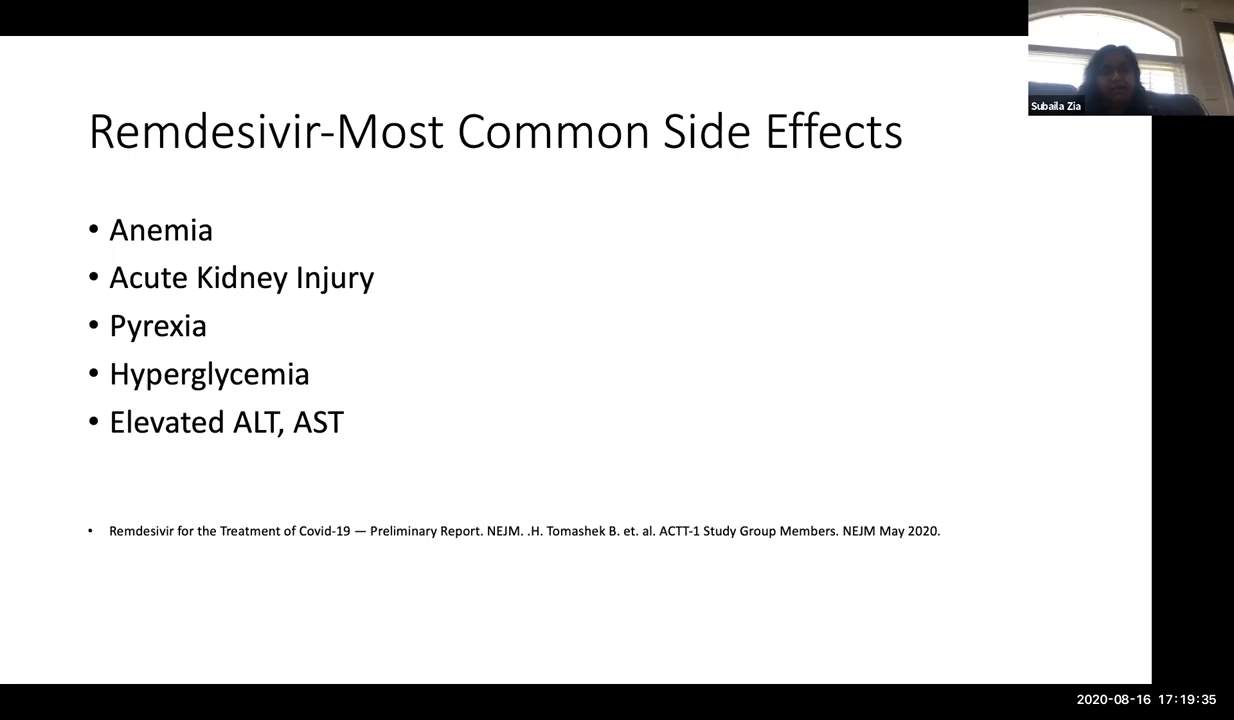 Subaila Zia
Remdesivir-Most Common Side Effects
• Anemia
• Acute Kidney Injury
• Pyrexia
• Hyperglycemia
• Elevated ALT, AST
• Remdesivir for the Treatment of Covid-19 — Preliminary Report. NEJM. .H. Tomashek B. et. al. ACTT-1 Study Group Members. NEJM May 2020.
2020-08-16 17:19:35